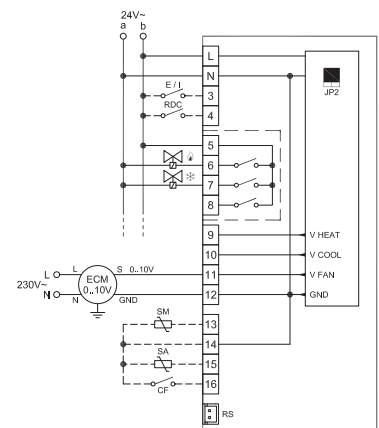 24V~
a b
L
N
E / I
3
RDC
4
JP2
5
6
7
8
9 V HEAT
10 V COOL
L L S 0..10V 11 V FAN
ECM
0..10V
230V~
N N GND 12 GND
SM
13
14
SA
15
16
CF
RS